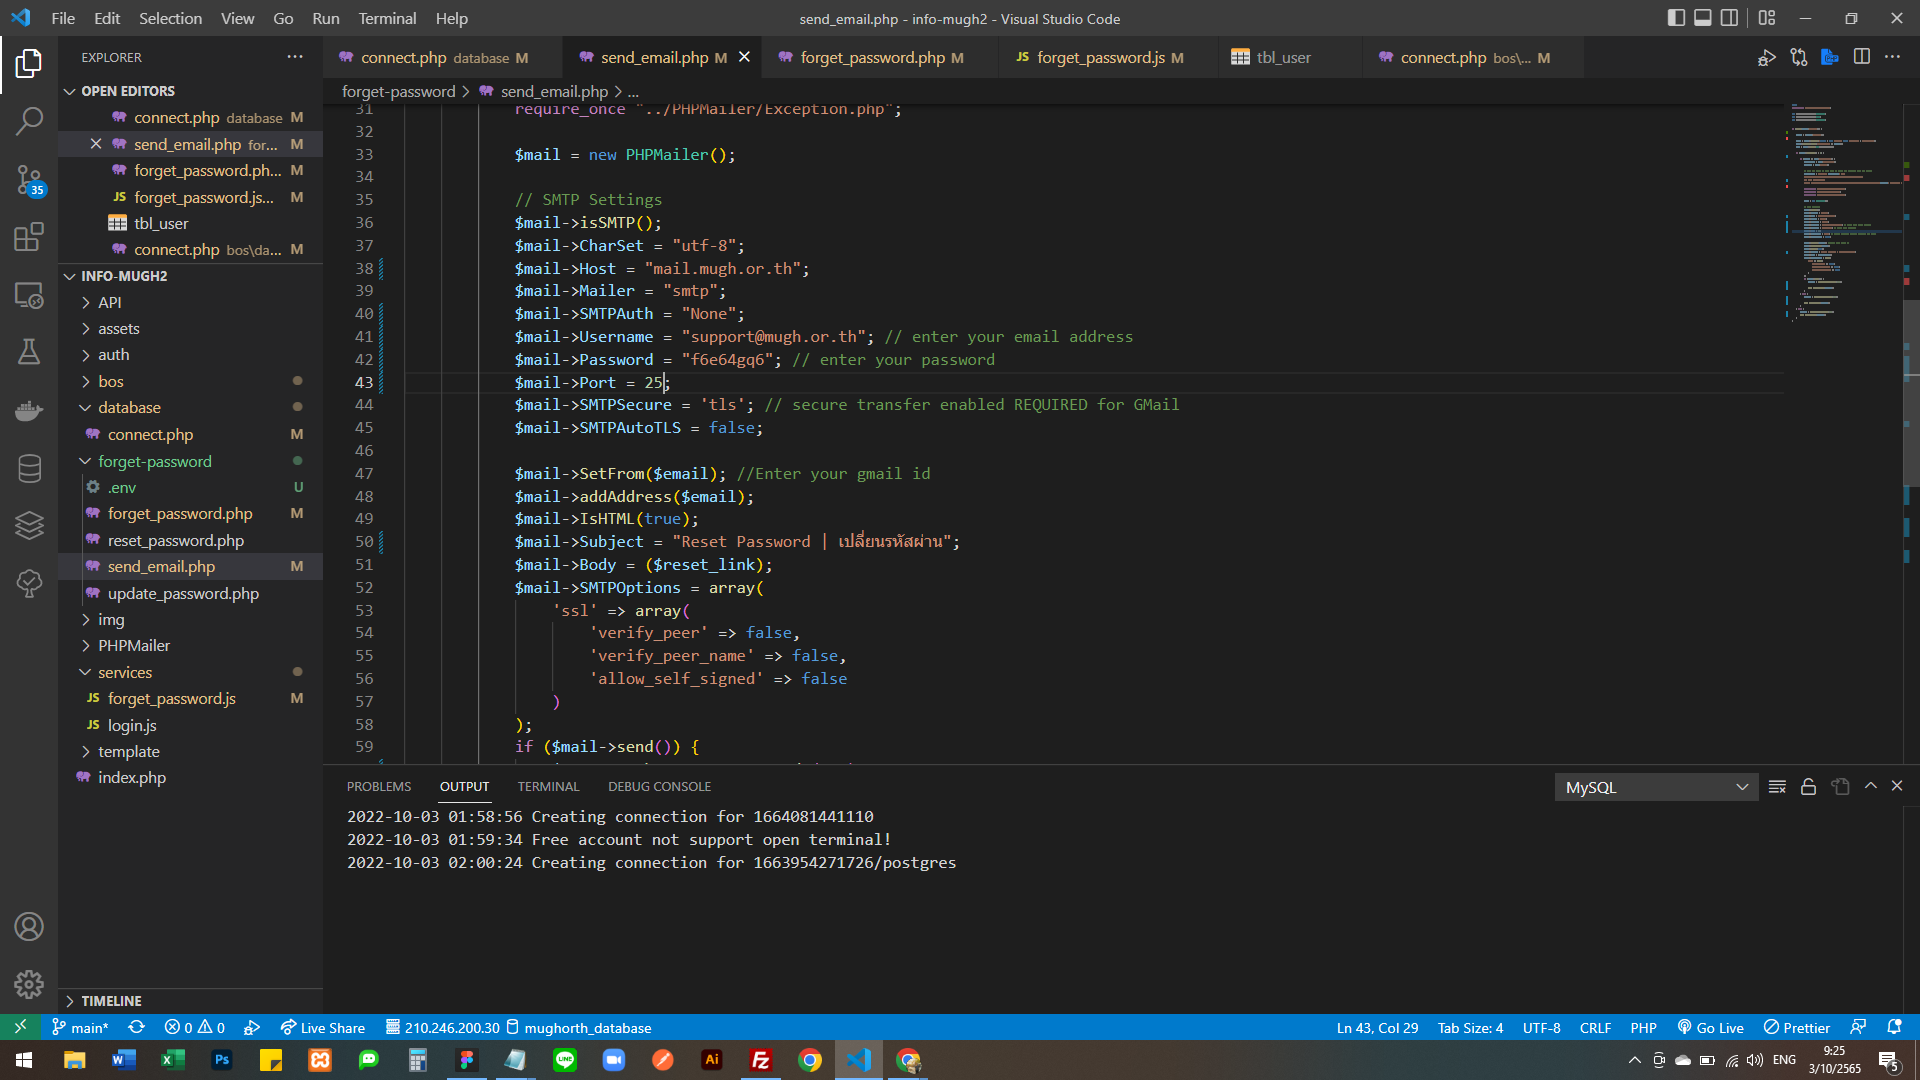 File Edit Selection View Go Run Terminal Help
send_email.php - info-mugh2 - Visual Studio Code
EXPLORER
connect.php database M
send_email.php M
forget_password.php M
JS forget_password.js M
tbl_user
connect.php bos\... M
OPEN EDITORS
connect.php database M
send_email.php for... M
forget_password.ph... M
JS forget_password.js... M
tbl_user
connect.php bos\da... M
INFO-MUGH2
API
assets
auth
bos
database
connect.php M
forget-password
.env U
forget_password.php M
reset_password.php
send_email.php M
update_password.php
img
PHPMailer
services
JS forget_password.js M
JS login.js
template
index.php
TIMELINE
35
forget-password > send_email.php > ...
31 require_once "../PHPMailer/Exception.php";
32
33 $mail = new PHPMailer();
34
35 // SMTP Settings
36 $mail->isSMTP();
37 $mail->CharSet = "utf-8";
38 $mail->Host = "mail.mugh.or.th";
39 $mail->Mailer = "smtp";
40 $mail->SMTPAuth = "None";
41 $mail->Username = "support@mugh.or.th"; // enter your email address
42 $mail->Password = "f6e64gq6"; // enter your password
43 $mail->Port = 25;
44 $mail->SMTPSecure = 'tls'; // secure transfer enabled REQUIRED for GMail
45 $mail->SMTPAutoTLS = false;
46
47 $mail->SetFrom($email); //Enter your gmail id
48 $mail->addAddress($email);
49 $mail->IsHTML(true);
50 $mail->Subject = "Reset Password | เปลี่ยนรหัสผ่าน";
51 $mail->Body = ($reset_link);
52 $mail->SMTPOptions = array(
53 'ssl' => array(
54 'verify_peer' => false,
55 'verify_peer_name' => false,
56 'allow_self_signed' => false
57 )
58 );
59 if ($mail->send()) {
PROBLEMS OUTPUT TERMINAL DEBUG CONSOLE
MySQL
2022-10-03 01:58:56 Creating connection for 1664081441110
2022-10-03 01:59:34 Free account not support open terminal!
2022-10-03 02:00:24 Creating connection for 1663954271726/postgres
main* 0 0 Live Share 210.246.200.30 mughorth_database
Ln 43, Col 29 Tab Size: 4 UTF-8 CRLF PHP Go Live Prettier
Ps
LINE
Ai
Fz
ENG
9:25
3/10/2565
5